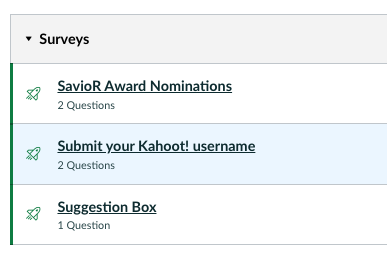 Surveys
SavioR Award Nominations
2 Questions
Submit your Kahoot! username
2 Questions
Suggestion Box
1 Question